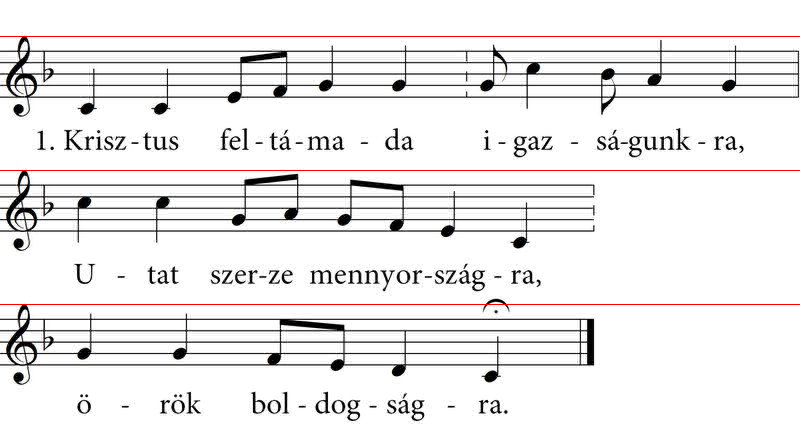 1. Krisz-tus fel-tá-ma-da i-gaz-sá-gunk-ra,
U-tat szer-ze mennyor-szág-ra,
ö-rök bol-dog-ság-ra.